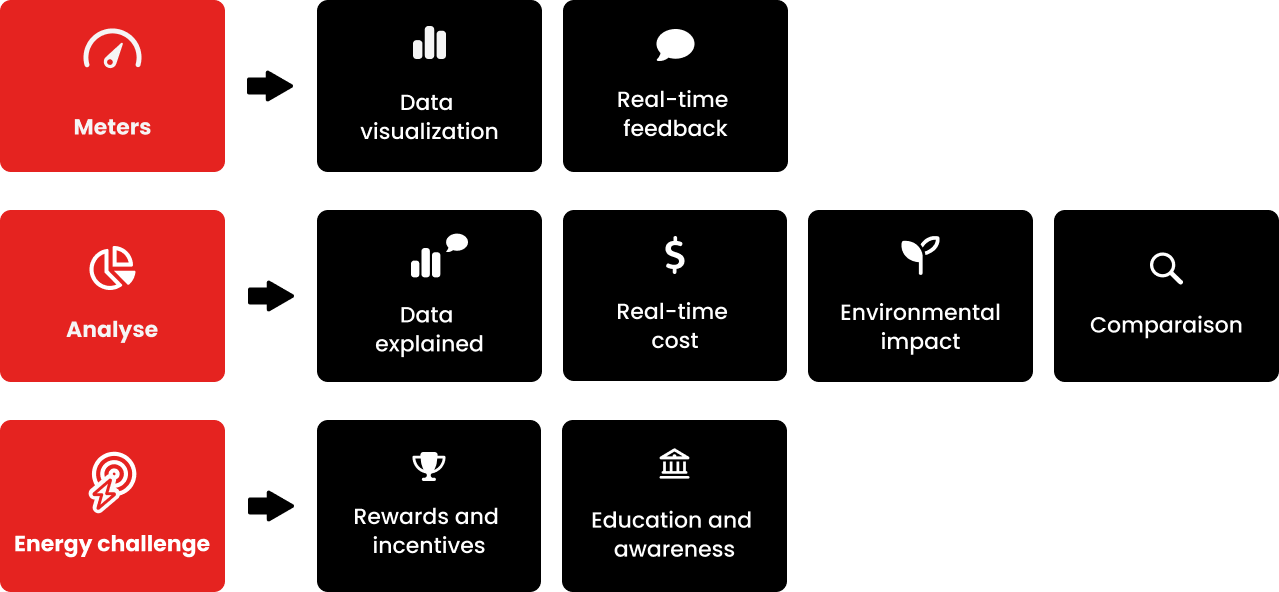 Meters
Data
visualization
Real-time
feedback
Analyse
Data
explained
Real-time
cost
Environmental
impact
Comparaison
Energy challenge
Rewards and
incentives
Education and
awareness